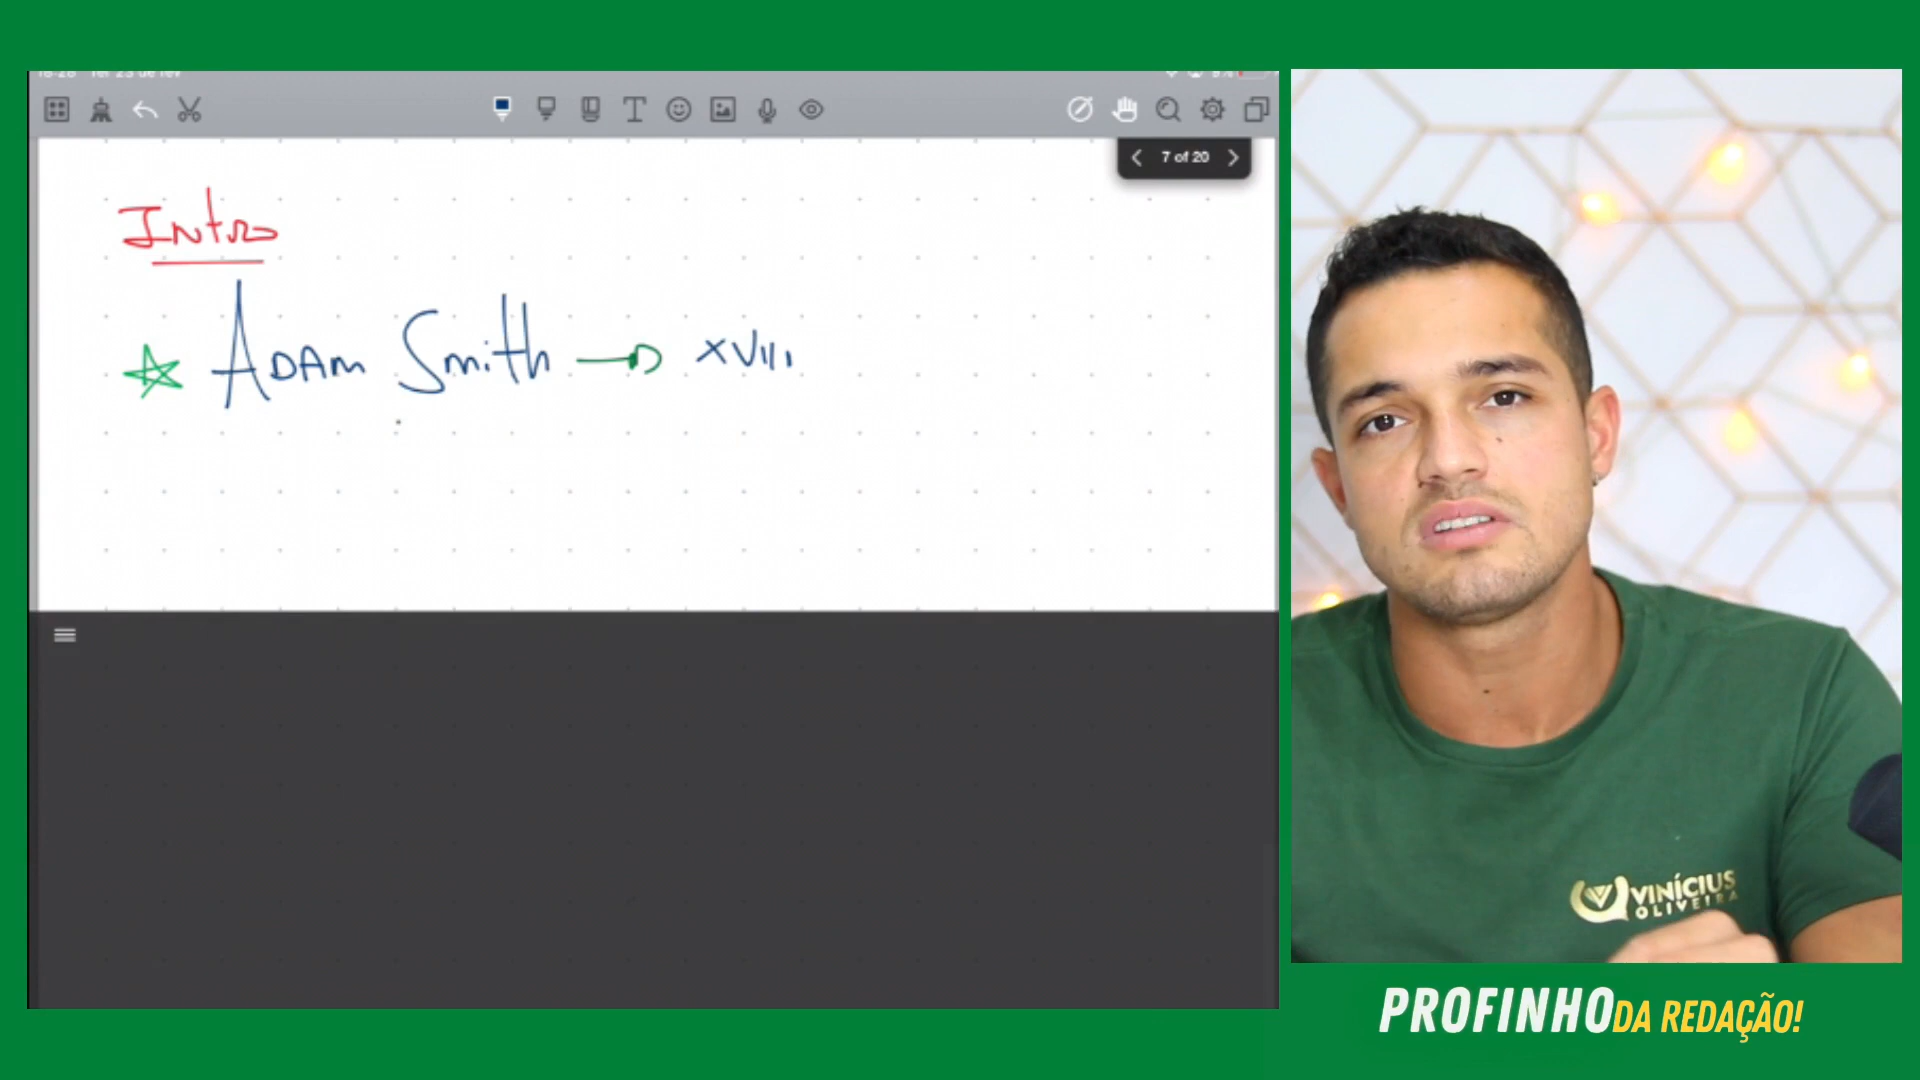 7 of 20
Intro
Adam Smith → XVIII
VINÍCIUS
OLIVEIRA
PROFINHO DA REDAÇÃO!